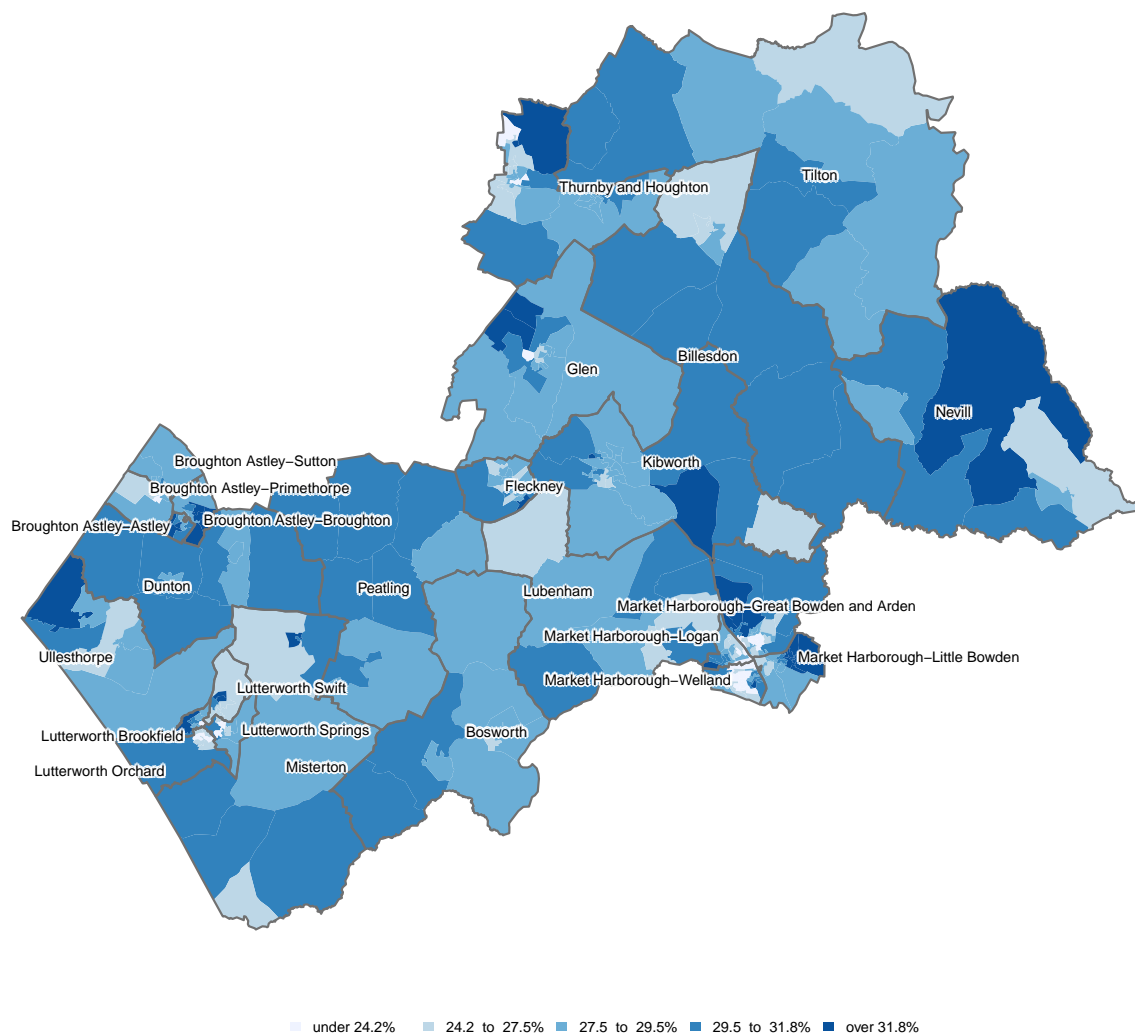 Thurnby and Houghton
Tilton
Billesdon
Glen
Nevill
Broughton Astley−Sutton
Kibworth
Broughton Astley−Primethorpe
Fleckney
Broughton Astley−Astley
Broughton Astley−Broughton
Dunton
Peatling
Lubenham
Market Harborough−Great Bowden and Arden
Market Harborough−Logan
Ullesthorpe
Market Harborough−Little Bowden
Market Harborough−Welland
Lutterworth Swift
Lutterworth Springs
Bosworth
Lutterworth Brookfield
Misterton
Lutterworth Orchard
under 24.2% 24.2 to 27.5% 27.5 to 29.5% 29.5 to 31.8% over 31.8%